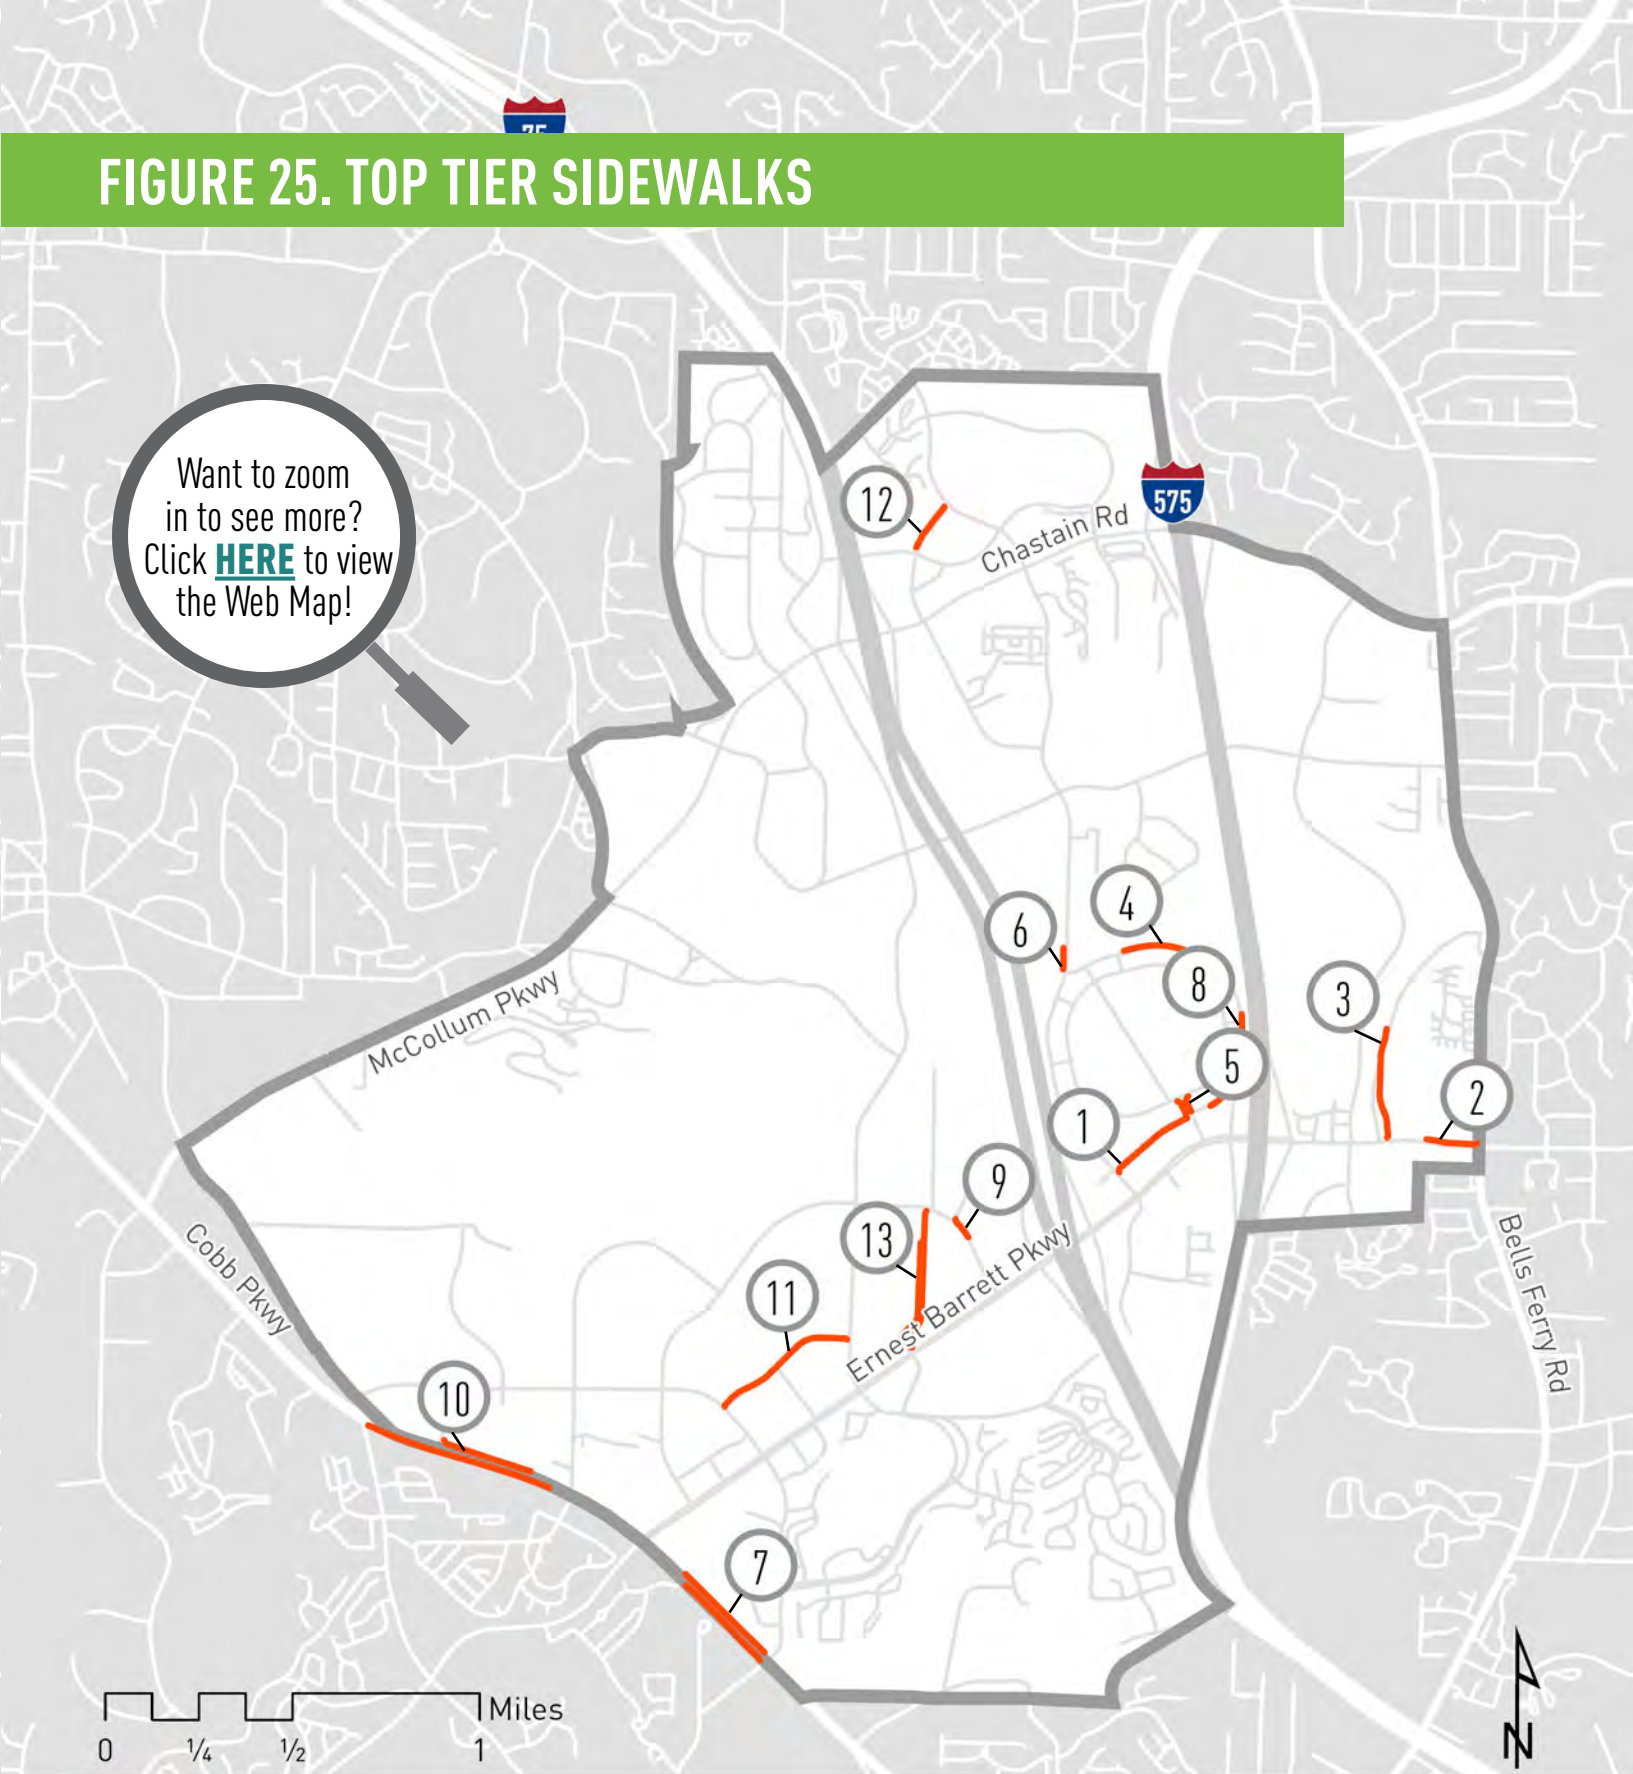 75
FIGURE 25. TOP TIER SIDEWALKS
Want to zoom
in to see more?
Click HERE to view
the Web Map!
12
575
Chastain Rd
4
6
8
3
McCollum Pkwy
5
2
1
9
13
Cobb Pkwy
Bells Ferry Rd
11
Ernest Barrett Pkwy
10
7
Miles
0 ¼ ½ 1
N